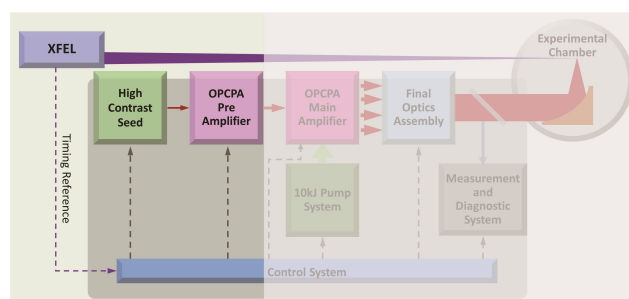 XFEL
Experimental
Chamber
High
Contrast
Seed
OPCPA
Pre
Amplifier
OPCPA
Main
Amplifier
Final
Optics
Assembly
Timing Reference
10kJ Pump
System
Measurement
and
Diagnostic
System
Control System